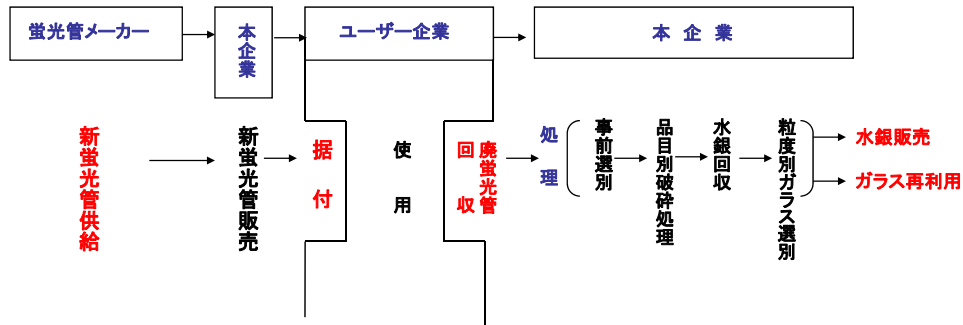 蛍光管メーカー
本企業
ユーザー企業
本 企 業
新蛍光管供給
新蛍光管販売
据付
使用
廃蛍光管
回収
処理
事前選別
品目別破砕処理
水銀回収
粒度別ガラス選別
水銀販売
ガラス再利用